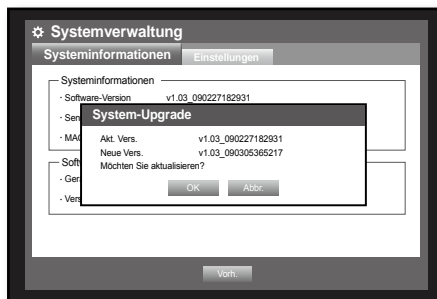 Systemverwaltung
Systeminformationen Einstellungen
Systeminformationen
· Software-Version v1.03_090227182931
System-Upgrade
Akt. Vers. v1.03_090227182931
Neue Vers. v1.03_090305365217
Möchten Sie aktualisieren?
OK Abbr.
Vorh.